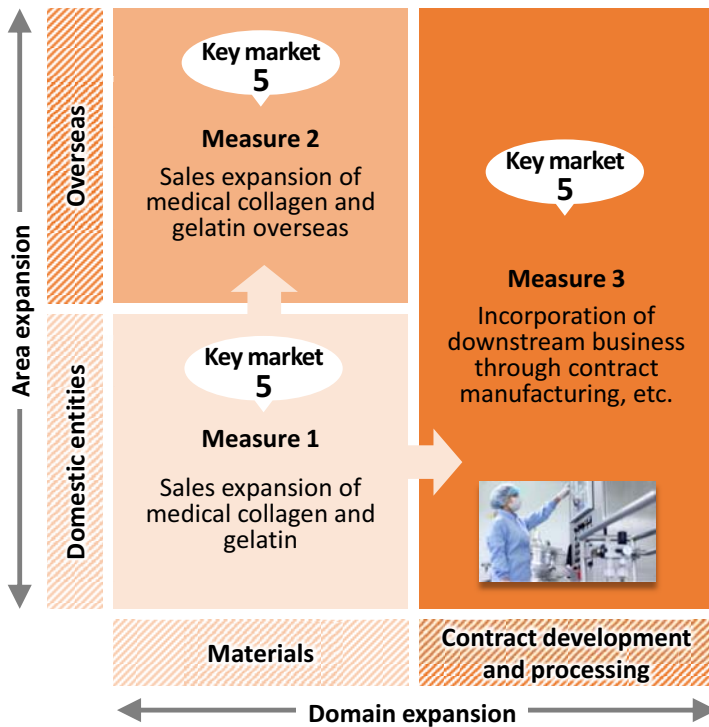 Area expansion
Overseas
Domestic entities
Key market
5
Measure 2
Sales expansion of
medical collagen and
gelatin overseas
Key market
5
Measure 1
Sales expansion of
medical collagen and
gelatin
Key market
5
Measure 3
Incorporation of
downstream business
through contract
manufacturing, etc.
Materials
Contract development
and processing
Domain expansion